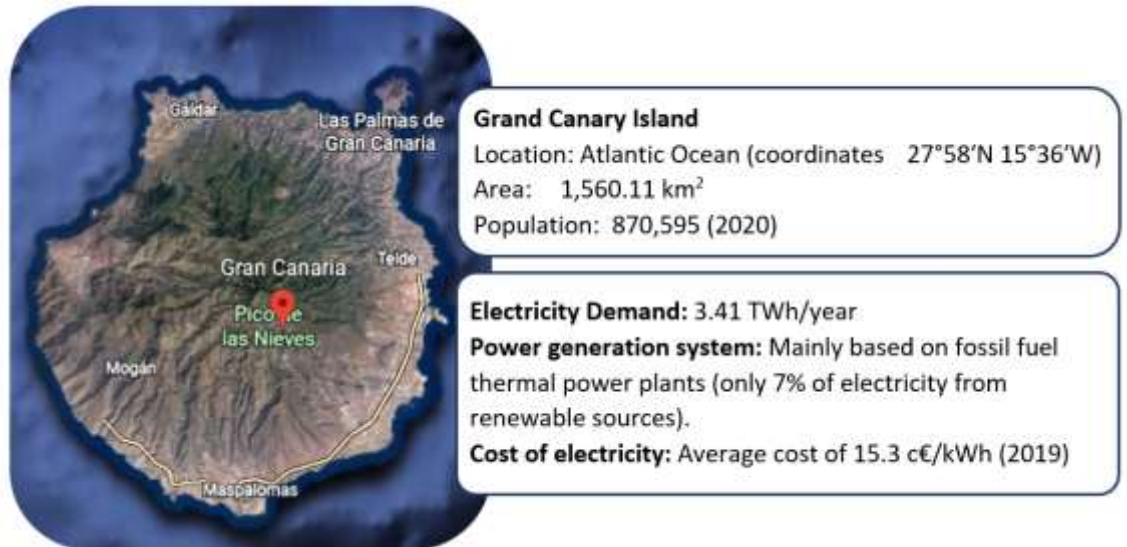 Gáldar
Las Palmas de
Gran Canaria
Gran Canaria
Telde
Pico de
las Nieves
Mogán
Maspalomas
Grand Canary Island
Location: Atlantic Ocean (coordinates 27°58′N 15°36′W)
Area: 1,560.11 km²
Population: 870,595 (2020)
Electricity Demand: 3.41 TWh/year
Power generation system: Mainly based on fossil fuel
thermal power plants (only 7% of electricity from
renewable sources).
Cost of electricity: Average cost of 15.3 c€/kWh (2019)